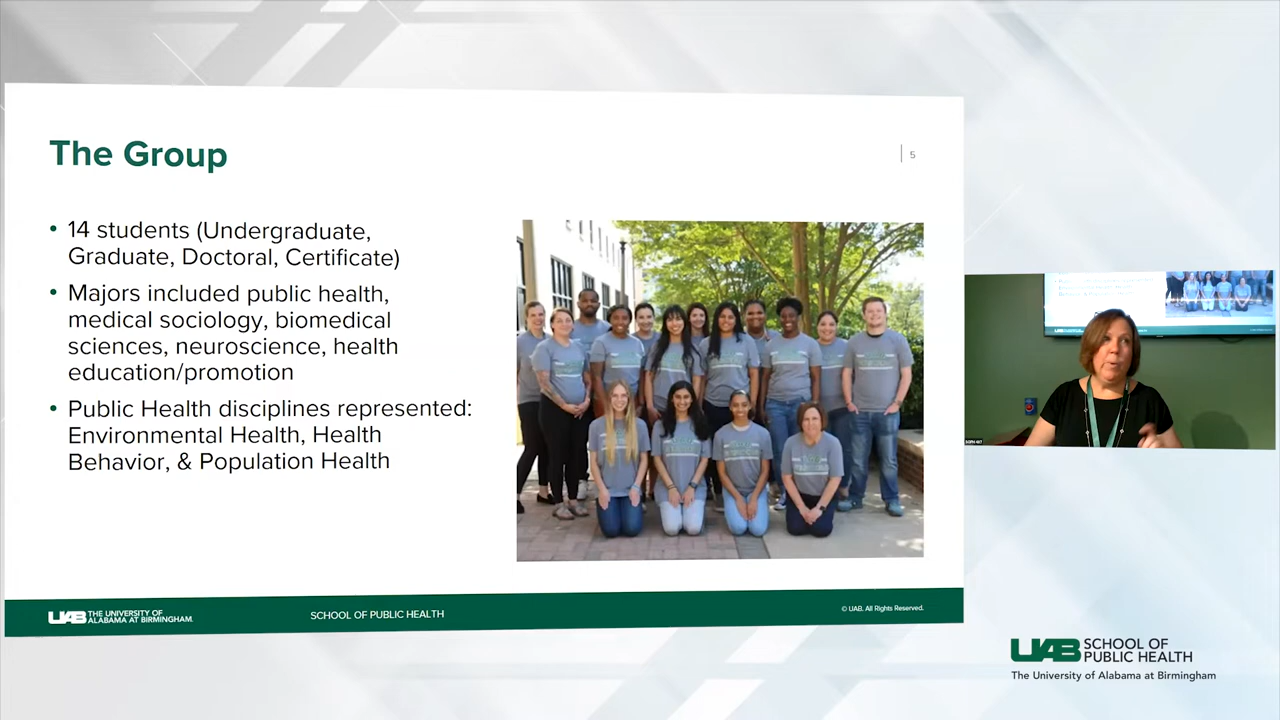 The Group
5
• 14 students (Undergraduate,
Graduate, Doctoral, Certificate)
• Majors included public health,
medical sociology, biomedical
sciences, neuroscience, health
education/promotion
• Public Health disciplines represented:
Environmental Health, Health
Behavior, & Population Health
UAB THE UNIVERSITY OF
ALABAMA AT BIRMINGHAM.
SCHOOL OF PUBLIC HEALTH
© UAB. All Rights Reserved.
UAB SCHOOL OF
PUBLIC HEALTH
The University of Alabama at Birmingham